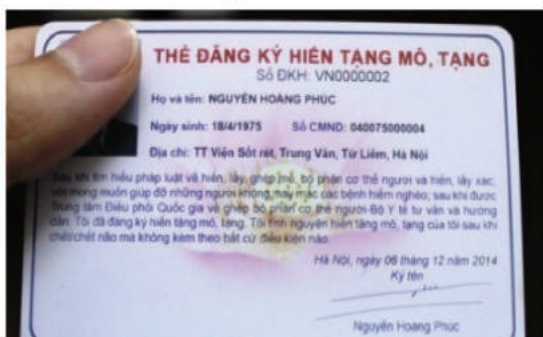 THẺ ĐĂNG KÝ HIẾN TẶNG MÔ, TẠNG
Số ĐKH: VN0000002
Họ và tên: NGUYỄN HOÀNG PHÚC
Ngày sinh: 18/4/1975 Số CMND: 040075000004
Địa chỉ: TT Viện Sốt rét, Trung Văn, Từ Liêm, Hà Nội
Sau khi tìm hiểu pháp luật về hiến, lấy, ghép mô, bộ phận cơ thể người và hiến, lấy xác,
với mong muốn giúp đỡ những người không may mắc các bệnh hiểm nghèo; sau khi được
Trung tâm Điều phối Quốc gia về ghép bộ phận cơ thể người-Bộ Y tế tư vấn và hướng
dẫn. Tôi đã đăng ký hiến tặng mô, tạng. Tôi tình nguyện hiến tặng mô, tạng của tôi sau khi
chết/chết não mà không kèm theo bất cứ điều kiện nào.
Hà Nội, ngày 06 tháng 12 năm 2014
Ký tên
Nguyễn Hoàng Phúc